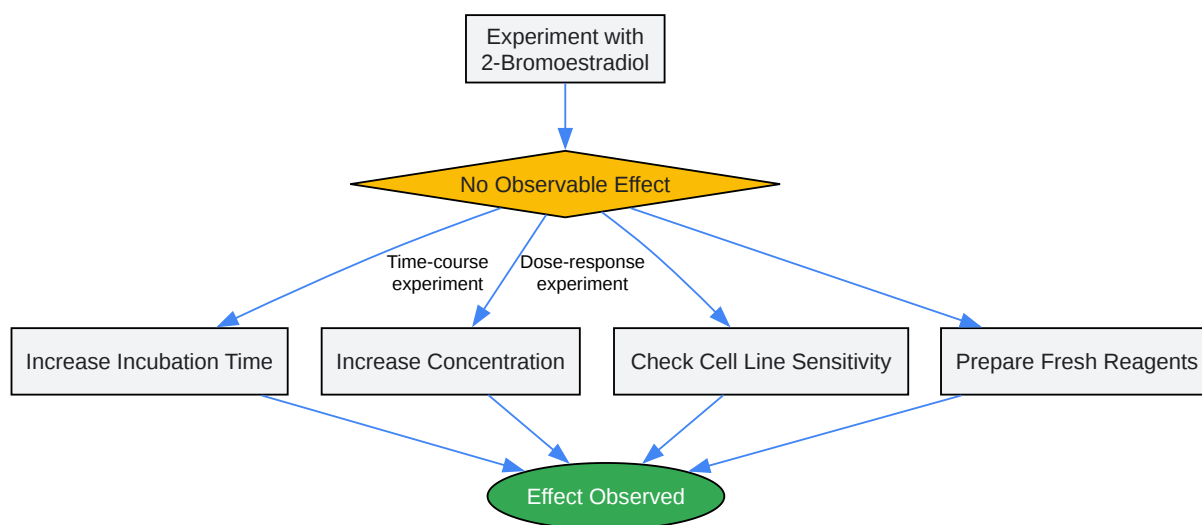 Experiment with
2-Bromoestradiol
No Observable Effect
Time-course
experiment
Dose-response
experiment
Increase Incubation Time
Increase Concentration
Check Cell Line Sensitivity
Prepare Fresh Reagents
Effect Observed